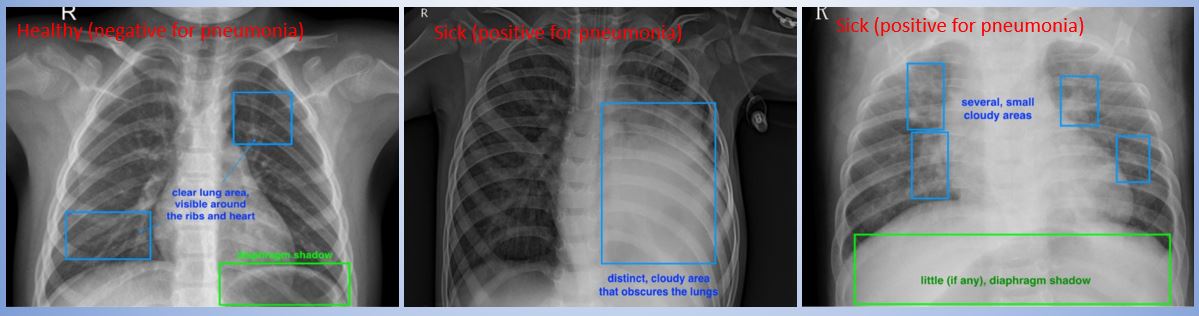 R
Healthy (negative for pneumonia)
clear lung area,
visible around
the ribs and heart
diaphragm shadow
R
Sick (positive for pneumonia)
distinct, cloudy area
that obscures the lungs
R
Sick (positive for pneumonia)
several, small
cloudy areas
little (if any), diaphragm shadow